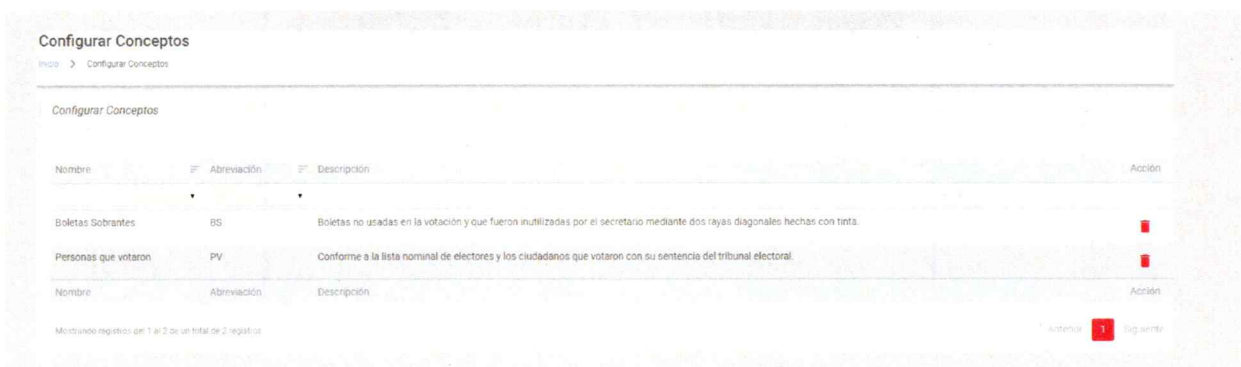 Configurar Conceptos
Inicio > Configurar Conceptos
Configurar Conceptos
Nombre Abreviación Descripción Acción
Boletas Sobrantes BS Boletas no usadas en la votación y que fueron inutilizadas por el secretario mediante dos rayas diagonales hechas con tinta.
Personas que votaron PV Conforme a la lista nominal de electores y los ciudadanos que votaron con su sentencia del tribunal electoral.
Nombre Abreviación Descripción Acción
Mostrando registros del 1 al 2 de un total de 2 registros Anterior 1 Siguiente